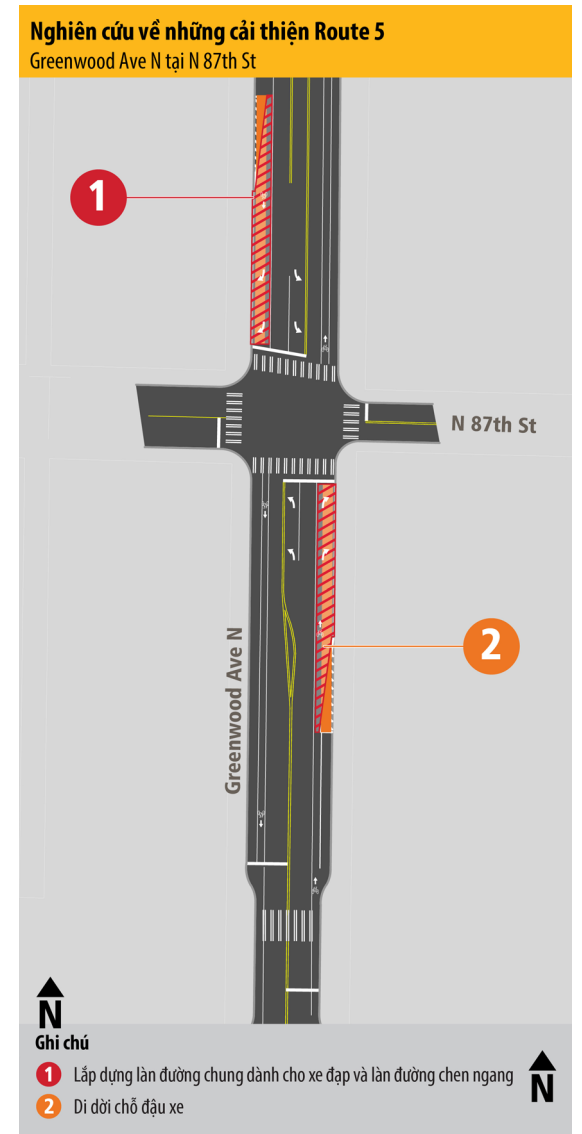 Nghiên cứu về những cải thiện Route 5
Greenwood Ave N tại N 87th St
1
N 87th St
2
Greenwood Ave N
N
Ghi chú
1 Lắp dựng làn đường chung dành cho xe đạp và làn đường chen ngang
2 Di dời chỗ đậu xe
N